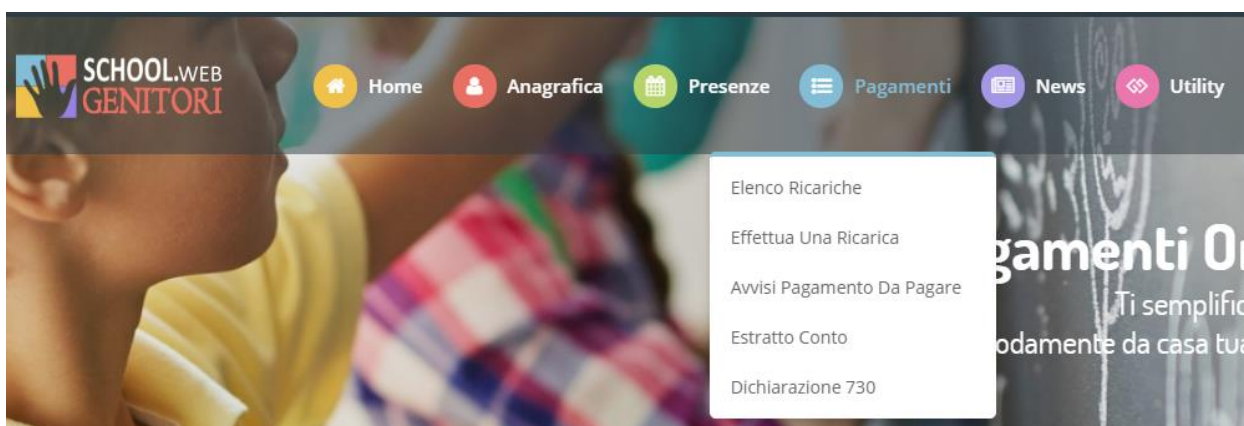 SCHOOL.WEB
GENITORI
Home
Anagrafica
Presenze
Pagamenti
News
Utility
Elenco Ricariche
Effettua Una Ricarica
Avvisi Pagamento Da Pagare
Estratto Conto
Dichiarazione 730
gamenti O
Ti semplific
odamente da casa tua